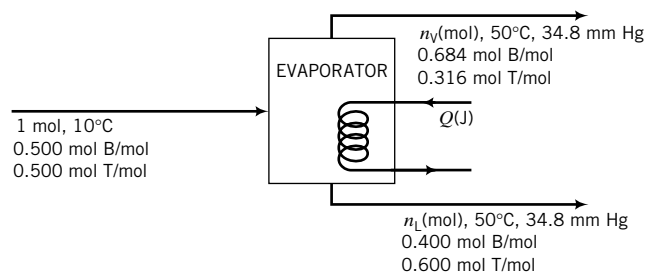 n_V(mol), 50°C, 34.8 mm Hg
0.684 mol B/mol
0.316 mol T/mol
EVAPORATOR
Q(J)
1 mol, 10°C
0.500 mol B/mol
0.500 mol T/mol
n_L(mol), 50°C, 34.8 mm Hg
0.400 mol B/mol
0.600 mol T/mol